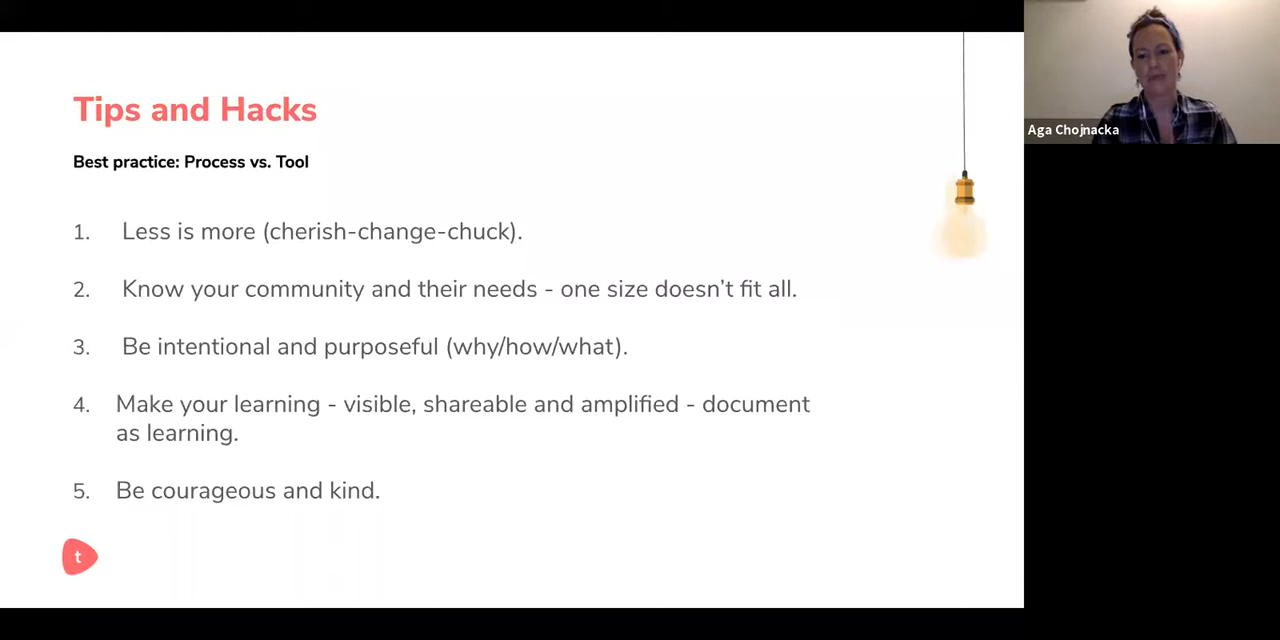 Tips and Hacks
Best practice: Process vs. Tool
1. Less is more (cherish-change-chuck).
2. Know your community and their needs - one size doesn’t fit all.
3. Be intentional and purposeful (why/how/what).
4. Make your learning - visible, shareable and amplified - document
as learning.
5. Be courageous and kind.
t
Aga Chojnacka